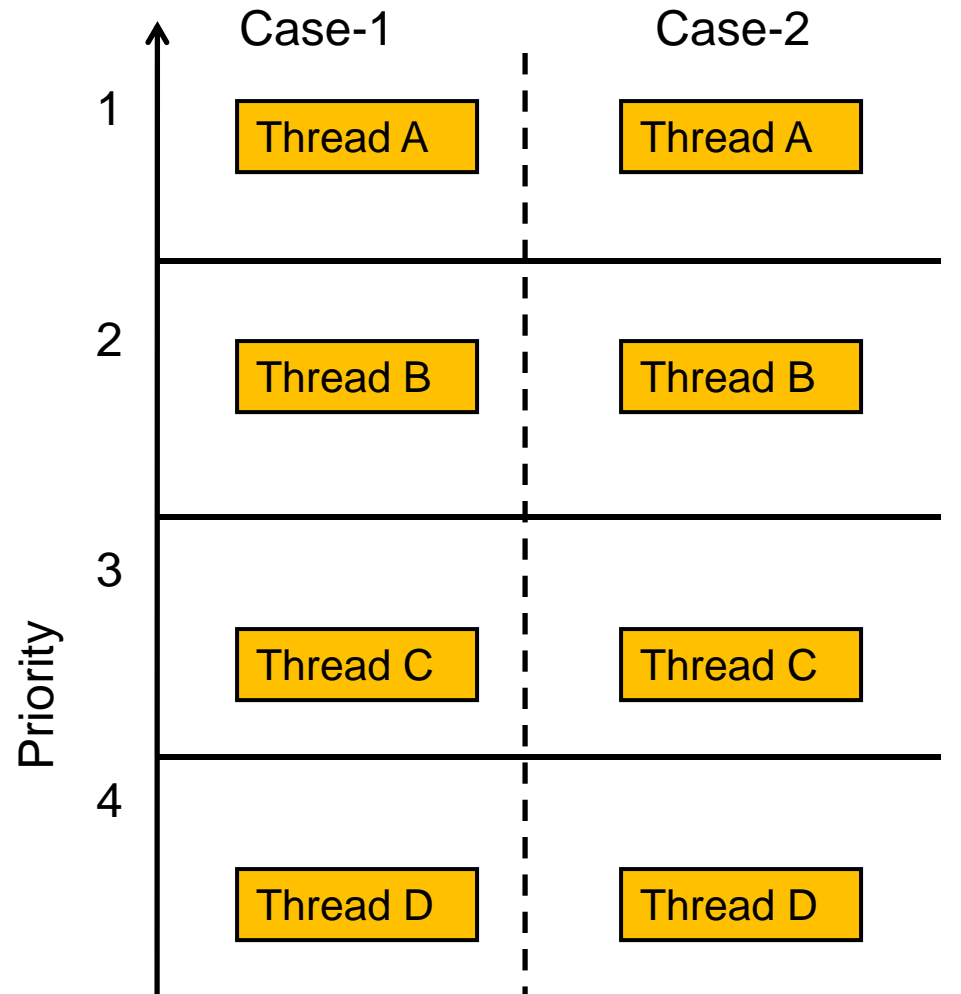 Case-1 Case-2
1
Thread A Thread A
2
Thread B Thread B
3
Thread C Thread C
Priority
4
Thread D Thread D